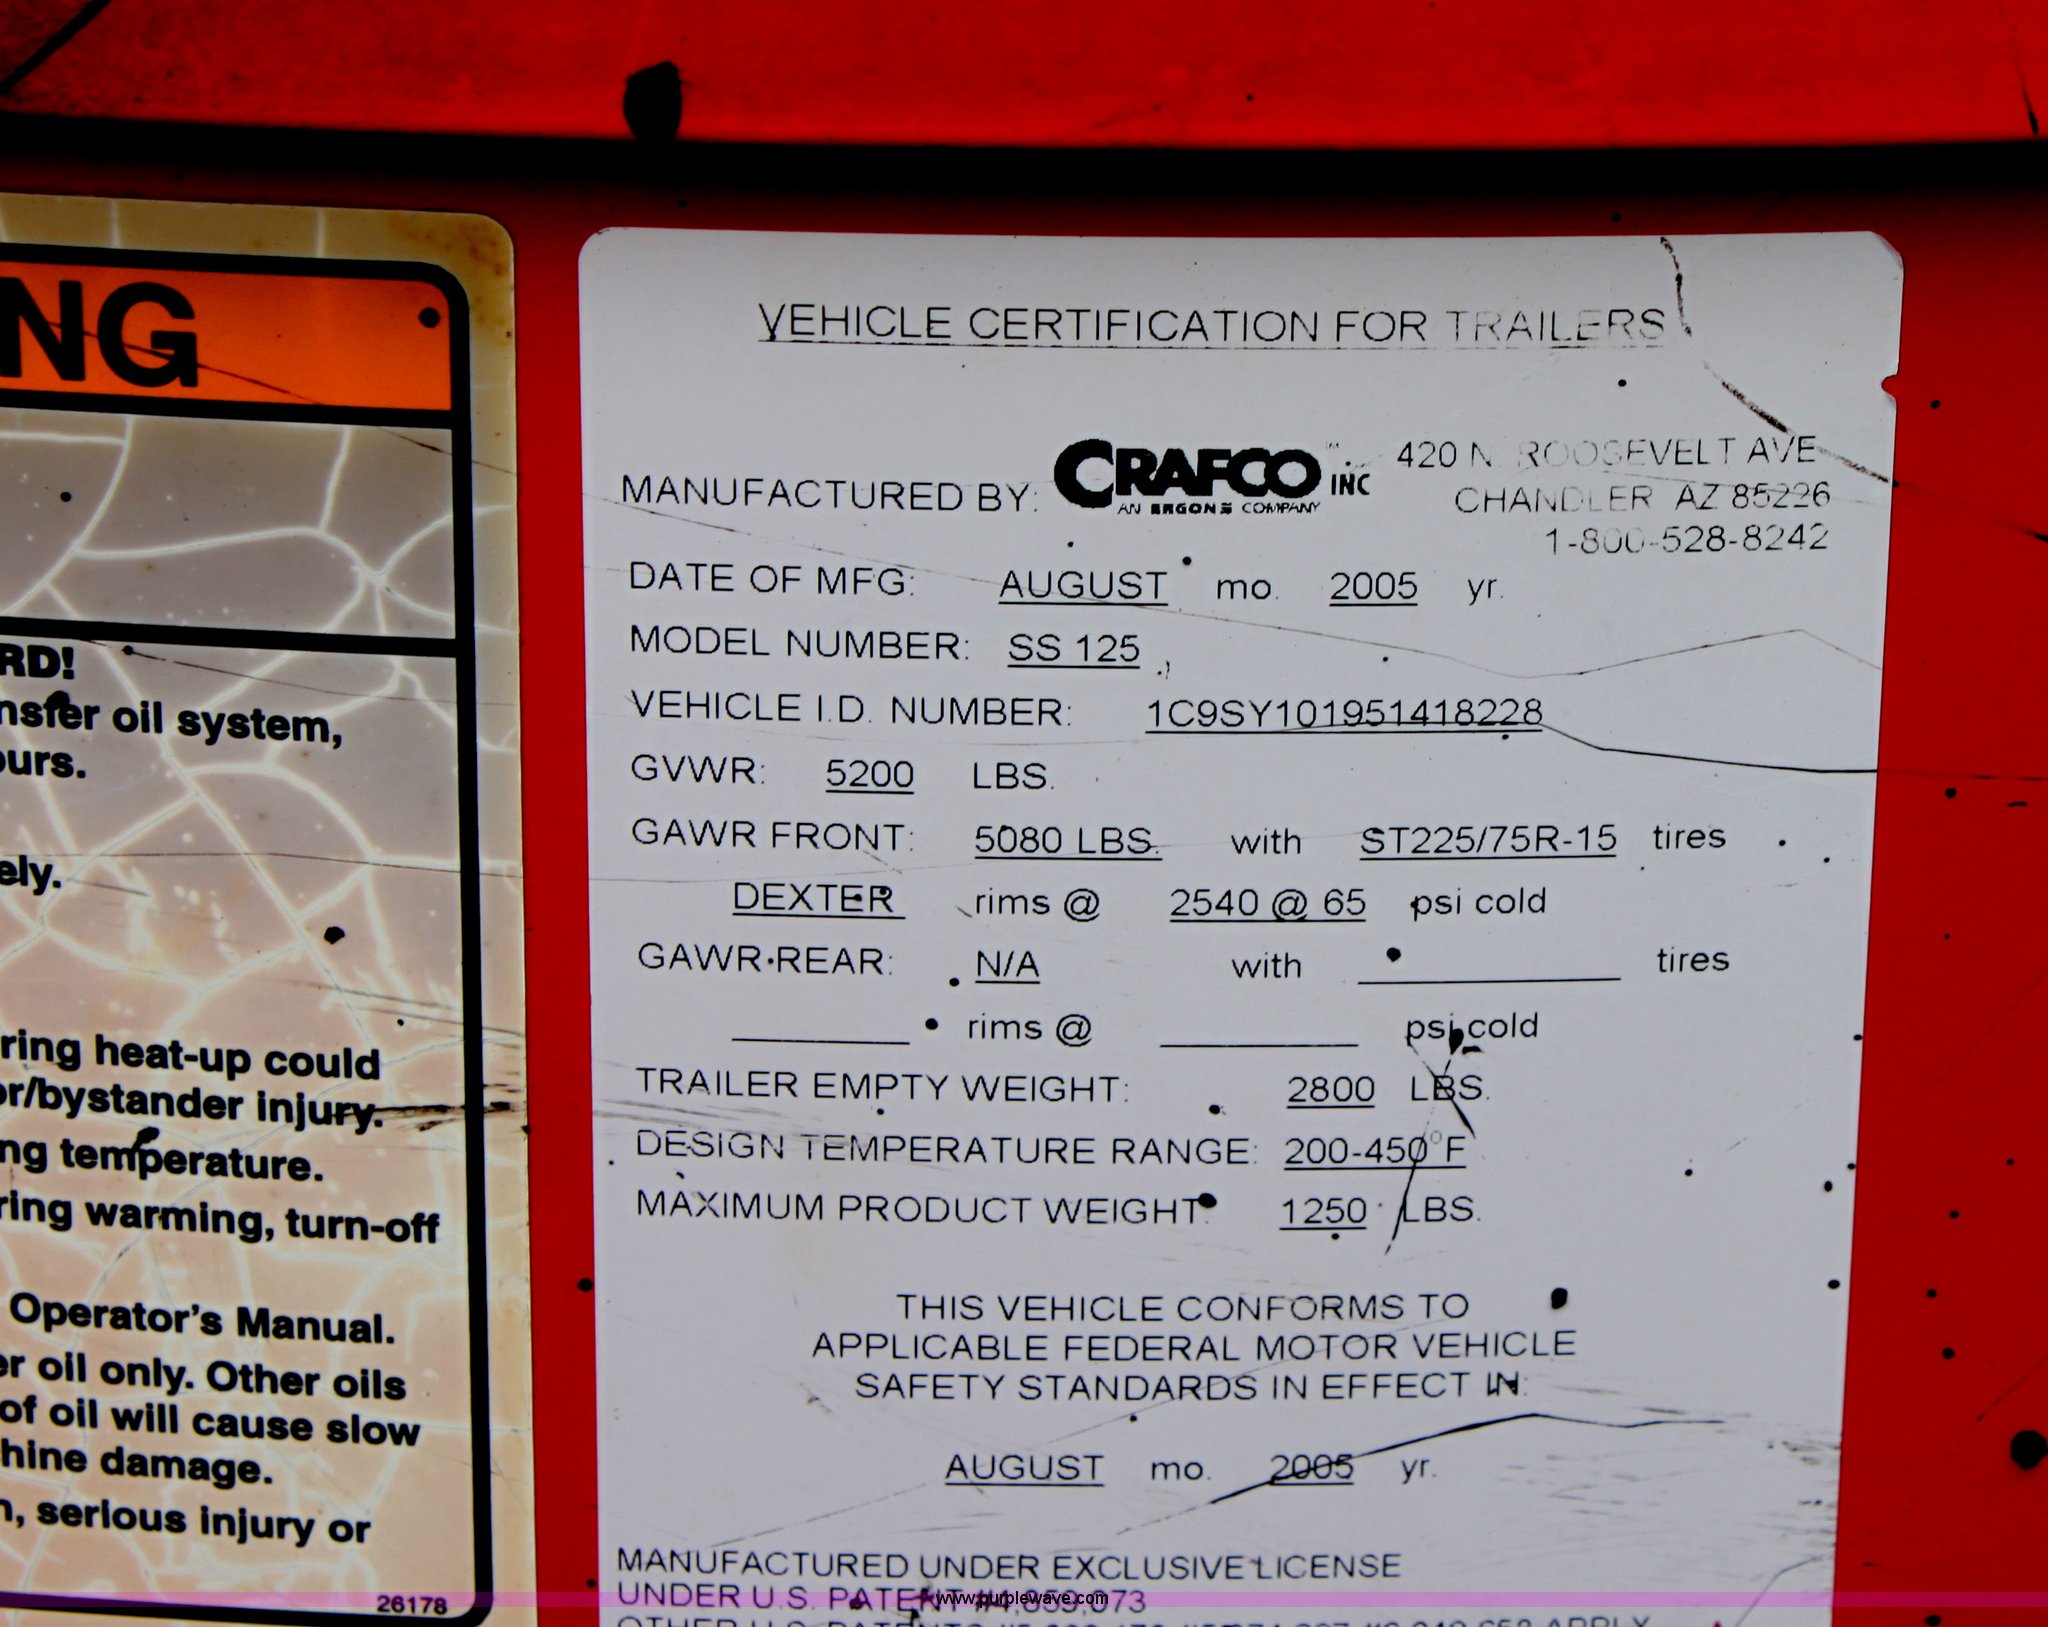 NG
RD!
nsfer oil system,
ours.
ely.
ring heat-up could
or/bystander injury.
ng temperature.
ring warming, turn-off
Operator's Manual.
er oil only. Other oils
of oil will cause slow
hine damage.
n, serious injury or
26178
VEHICLE CERTIFICATION FOR TRAILERS
MANUFACTURED BY: CRAFCO INC
AN ERGON COMPANY
420 N. ROOSEVELT AVE
CHANDLER AZ 85226
1-800-528-8242
DATE OF MFG: AUGUST mo. 2005 yr.
MODEL NUMBER: SS 125
VEHICLE I.D. NUMBER: 1C9SY101951418228
GVWR: 5200 LBS.
GAWR FRONT: 5080 LBS. with ST225/75R-15 tires
DEXTER rims @ 2540 @ 65 psi cold
GAWR REAR: N/A with tires
rims @ psi cold
TRAILER EMPTY WEIGHT: 2800 LBS.
DESIGN TEMPERATURE RANGE: 200-450°F
MAXIMUM PRODUCT WEIGHT: 1250 LBS.
THIS VEHICLE CONFORMS TO
APPLICABLE FEDERAL MOTOR VEHICLE
SAFETY STANDARDS IN EFFECT IN:
AUGUST mo. 2005 yr.
MANUFACTURED UNDER EXCLUSIVE LICENSE
UNDER U.S. PATENT #4,859,073
OTHER U.S. PATENTS APPLY
www.purplewave.com